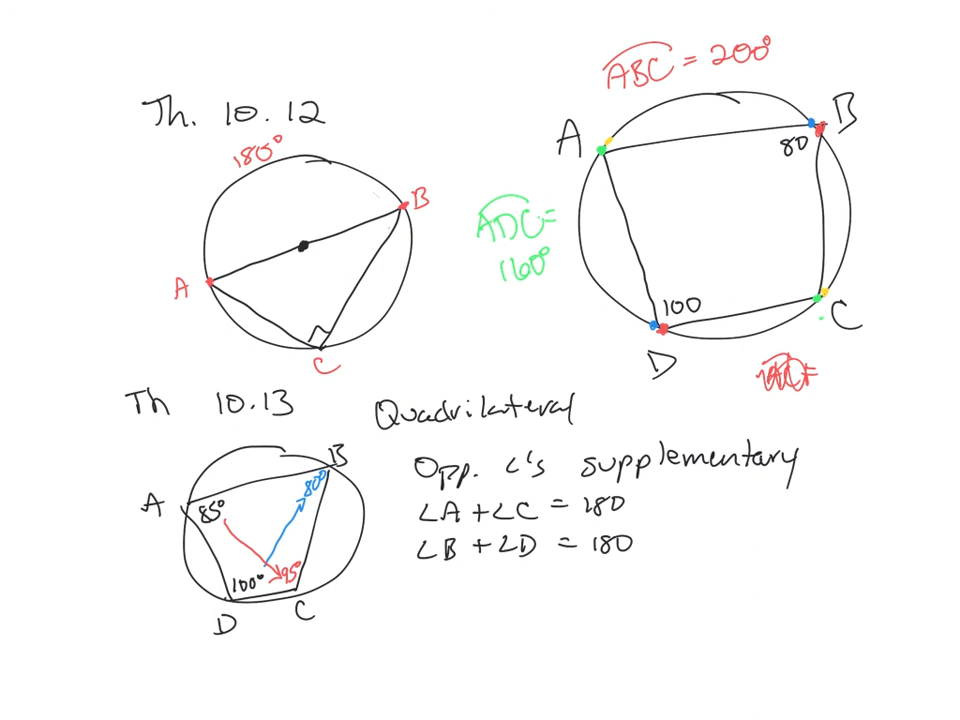 Th. 10.12
180°
B
A
C
ABC = 200°
A
B
80
ADC =
160°
100
C
D
Th 10.13
Quadrilateral
Opp. ∠'s supplementary
∠A + ∠C = 180
∠B + ∠D = 180
B
80°
A
85°
100°
95°
D
C